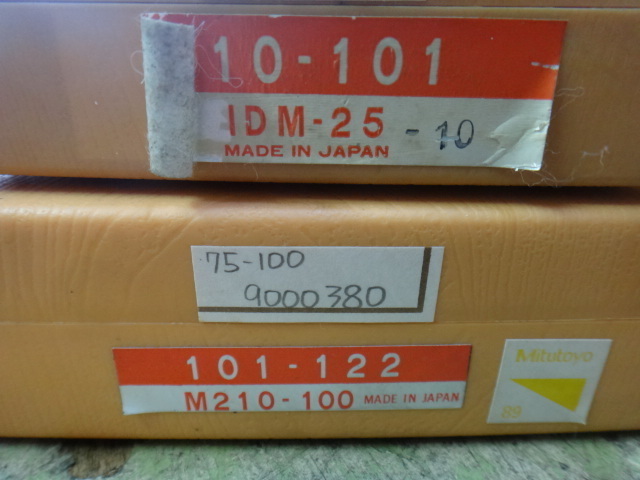 10-101
IDM-25 -10
MADE IN JAPAN
75-100
9000380
101-122
M210-100 MADE IN JAPAN
Mitutoyo
89